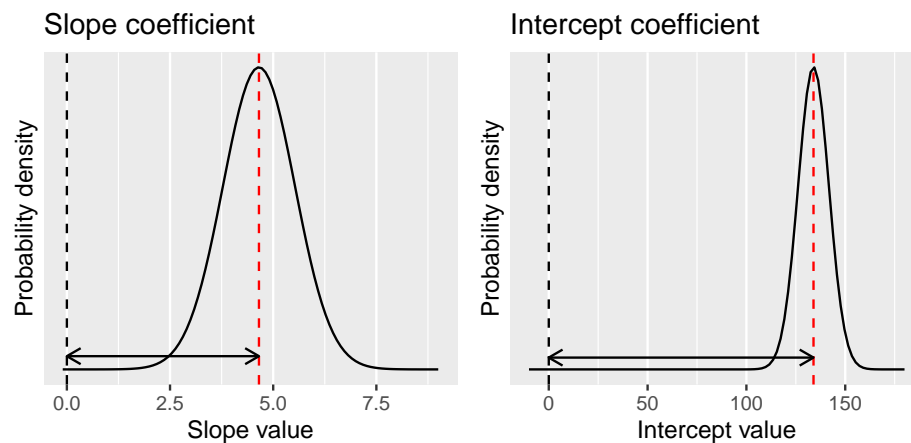 Slope coefficient
Probability density
0.0 2.5 5.0 7.5
Slope value
Intercept coefficient
Probability density
0 50 100 150
Intercept value